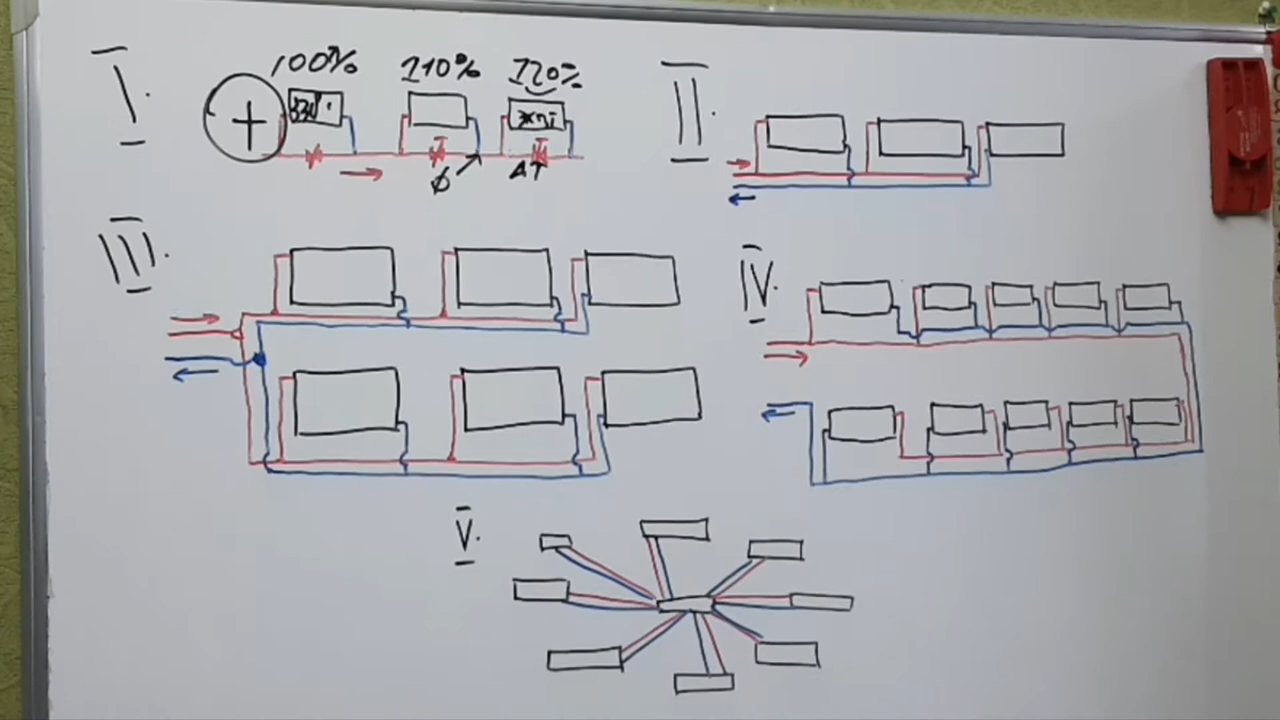 I.
100% 110% 120%
+
Ø ΔT
II.
III.
IV.
V.